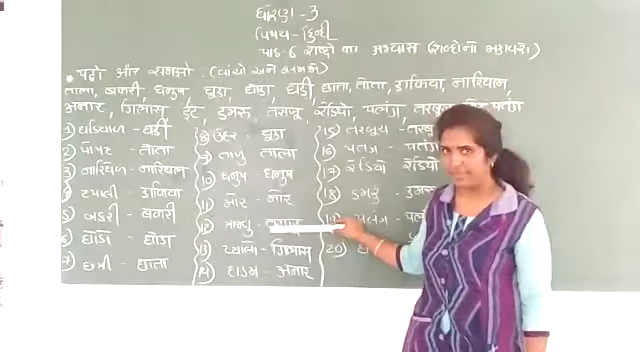 ધોરણ -3
વિષય - હિન્દી
પાઠ-6 शब्दो का अभ्यास (શબ્દોનો મહાવરો)
• पढो और समझो. (વાંચો અને સમજો)
ताला, बकरी, धनुष, चूहा, घोड़ा, घड़ी, छाता, तोता, डाकिया, नारियल,
अनार, गिलास, ईंट, डमरू, तराजू, रेडियो, पलंग, तरबूज, पतंग
1) ઘડિયાળ - घडी
2) પોપટ - तोता
3) નારિયેળ - नारियल
4) ટપાલી - डाकिया
5) બકરી - बकरी
6) ઘોડો - घोडा
7) છત્રી - छाता
8) ઉંદર - चूहा
9) તાળુ - ताला
10) ધનુષ - धनुष
11) મોર - मोर
12)
13) પ્યાલો - गिलास
14) દાડમ - अनार
15) તરબૂચ -
16) પતંગ -
17) રેડિયો रेडियो
18) ડમરું - डमरू
19) પલંગ -
20)